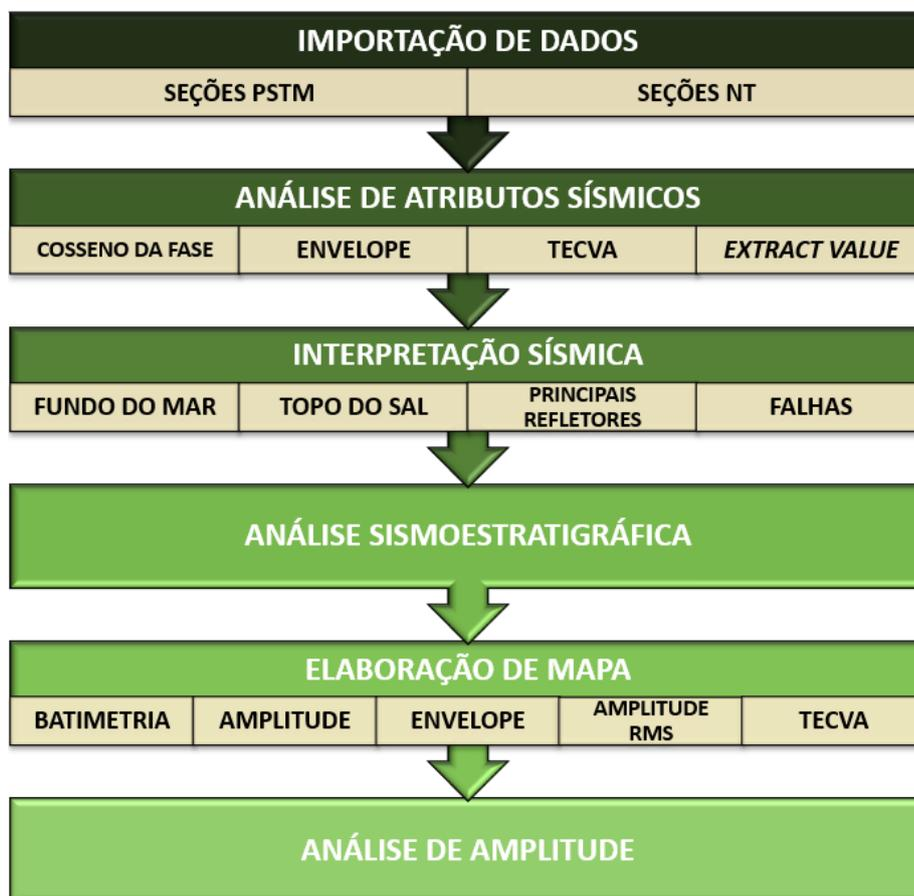 IMPORTAÇÃO DE DADOS
SEÇÕES PSTM
SEÇÕES NT
ANÁLISE DE ATRIBUTOS SÍSMICOS
COSSENO DA FASE
ENVELOPE
TECVA
EXTRACT VALUE
INTERPRETAÇÃO SÍSMICA
FUNDO DO MAR
TOPO DO SAL
PRINCIPAIS
REFLETORES
FALHAS
ANÁLISE SISMOESTRATIGRÁFICA
ELABORAÇÃO DE MAPA
BATIMETRIA
AMPLITUDE
ENVELOPE
AMPLITUDE
RMS
TECVA
ANÁLISE DE AMPLITUDE